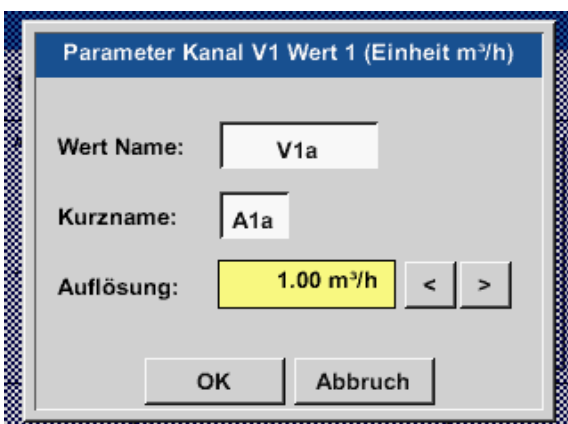 Parameter Kanal V1 Wert 1 (Einheit m³/h)
Wert Name: V1a
Kurzname: A1a
Auflösung: 1.00 m³/h < >
OK Abbruch